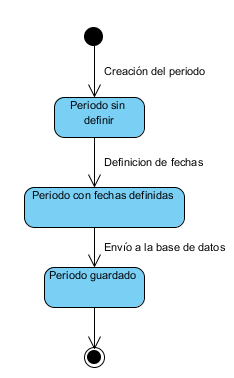 Creación del periodo
Periodo sin
definir
Definicion de fechas
Periodo con fechas definidas
Envío a la base de datos
Periodo guardado